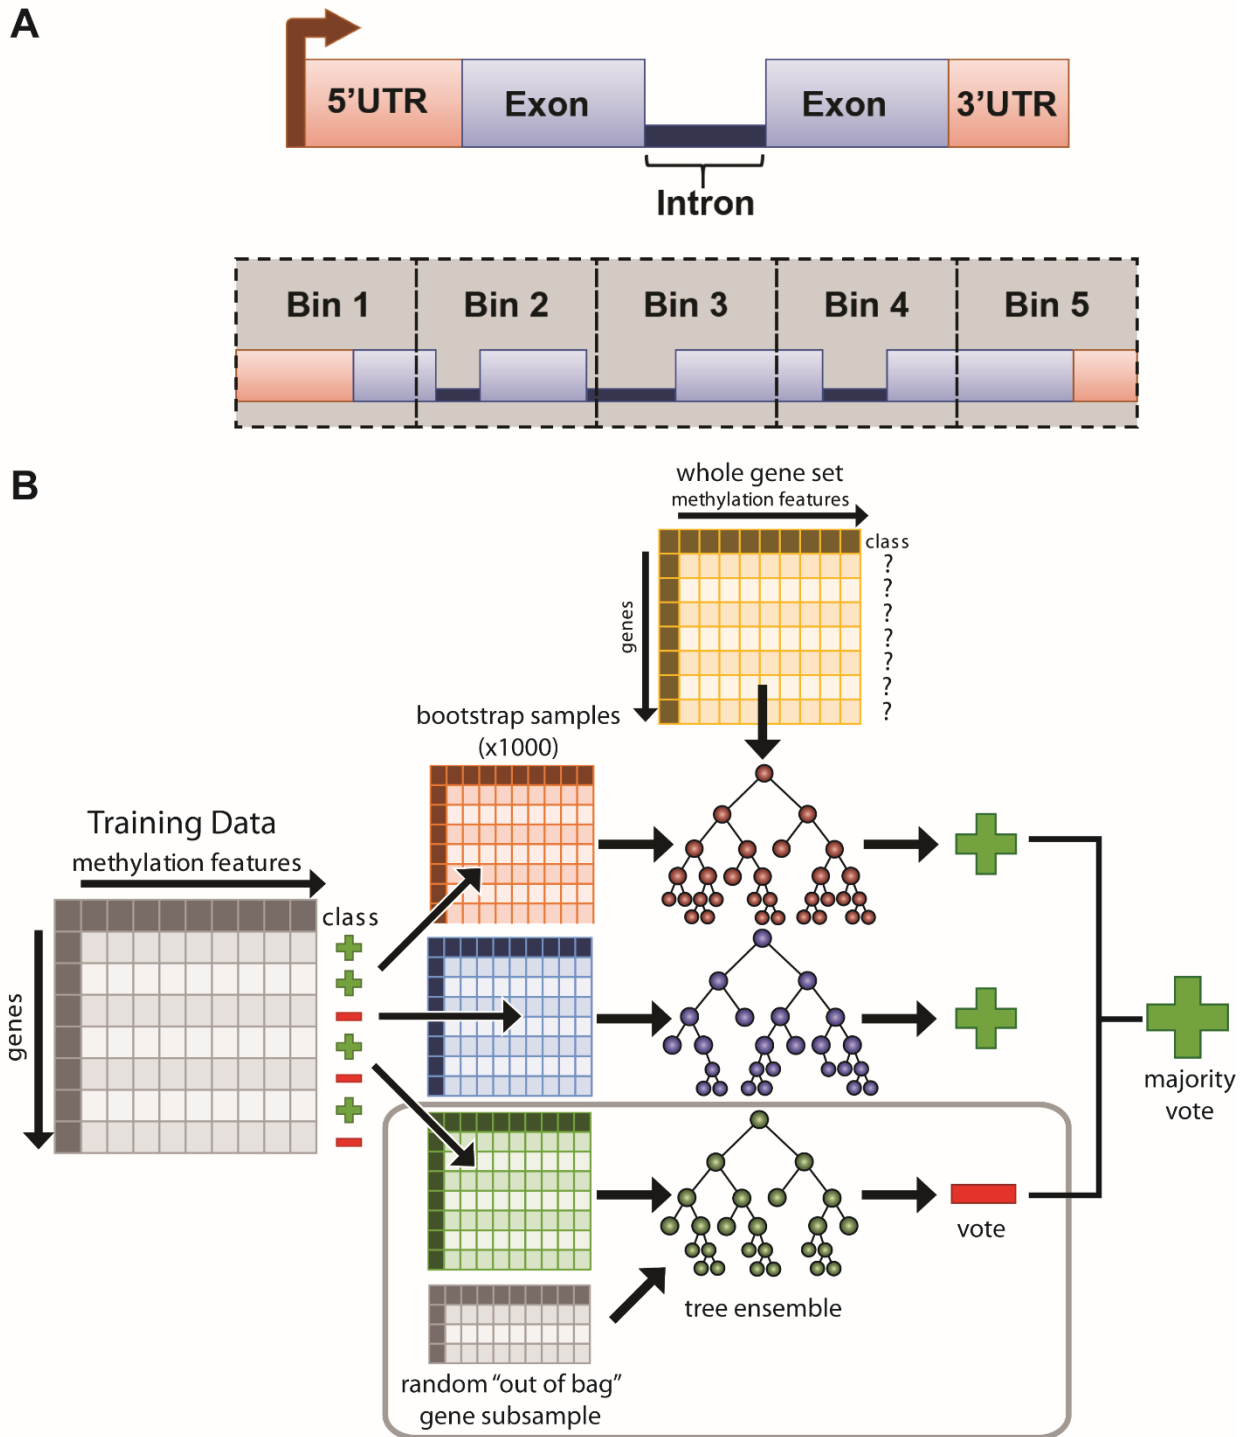 A
5'UTR
Exon
Exon
3'UTR
Intron
Bin 1
Bin 2
Bin 3
Bin 4
Bin 5
B
whole gene set
methylation features
class
?
?
?
?
?
?
?
genes
bootstrap samples
(x1000)
Training Data
methylation features
class
genes
majority
vote
vote
tree ensemble
random “out of bag”
gene subsample